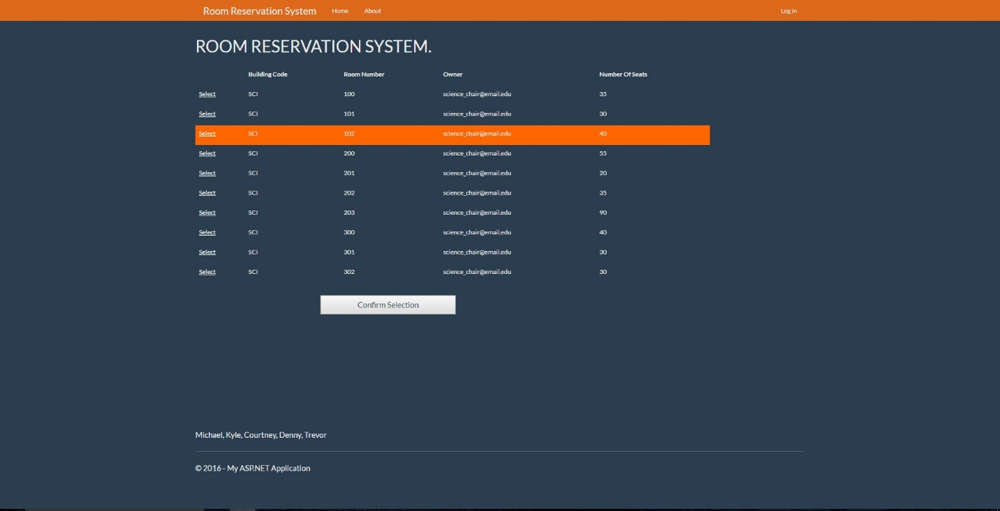 Room Reservation System Home About Log in
ROOM RESERVATION SYSTEM.
Building Code Room Number Owner Number Of Seats
Select SCI 100 science_chair@email.edu 35
Select SCI 101 science_chair@email.edu 30
Select SCI 102 science_chair@email.edu 40
Select SCI 200 science_chair@email.edu 55
Select SCI 201 science_chair@email.edu 20
Select SCI 202 science_chair@email.edu 35
Select SCI 203 science_chair@email.edu 90
Select SCI 300 science_chair@email.edu 40
Select SCI 301 science_chair@email.edu 30
Select SCI 302 science_chair@email.edu 30
Confirm Selection
Michael, Kyle, Courtney, Denny, Trevor
© 2016 - My ASP.NET Application